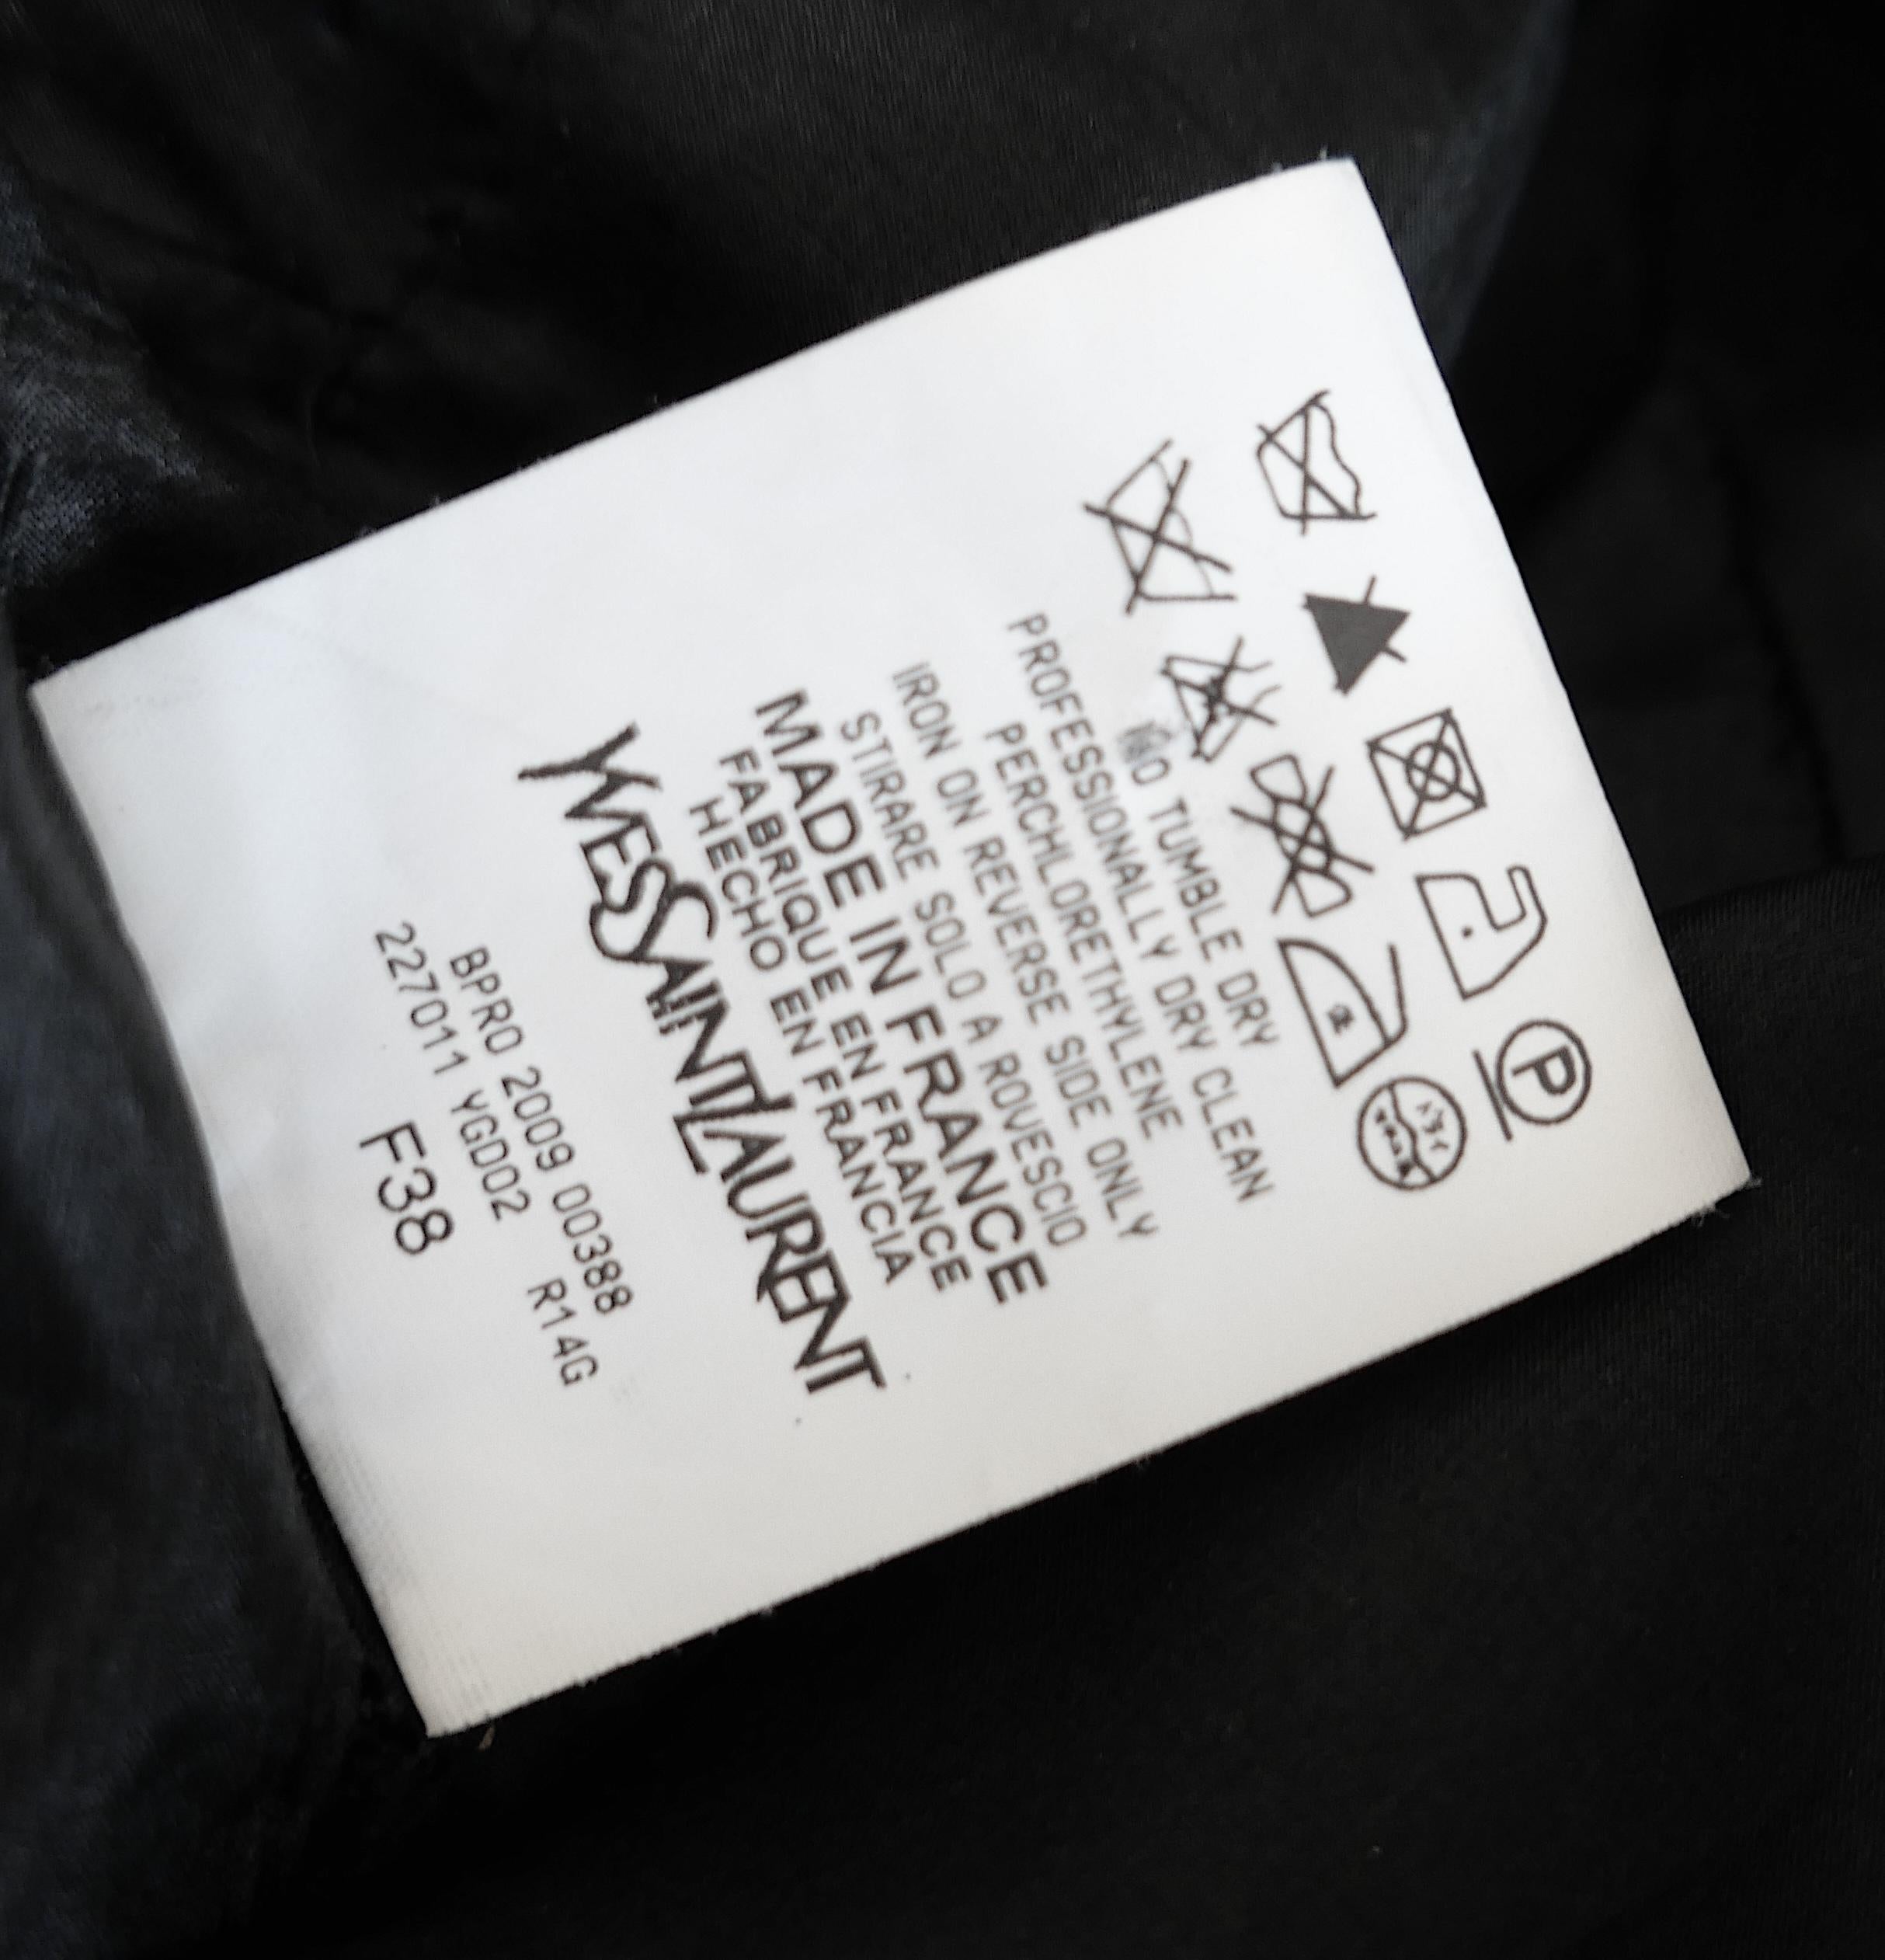 P
NO TUMBLE DRY
PROFESSIONALLY DRY CLEAN
PERCHLORETHYLENE
IRON ON REVERSE SIDE ONLY
STIRARE SOLO A ROVESCIO
MADE IN FRANCE
FABRIQUE EN FRANCE
HECHO EN FRANCIA
YVESSAINTLAURENT
BPRO 2009 00388
227011 YGD02 R14G
F38